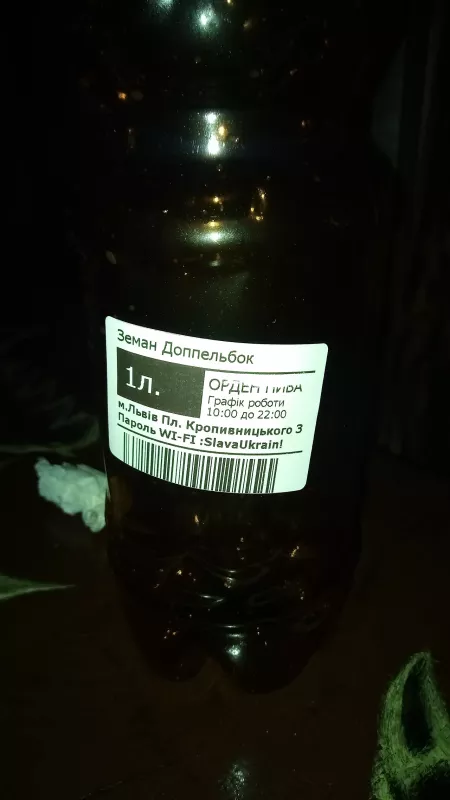 Земан Доппельбок
1л.
ОРДЕН ПИВА
Графік роботи
10:00 до 22:00
м.Львів Пл. Кропивницького 3
Пароль WI-FI :SlavaUkrain!